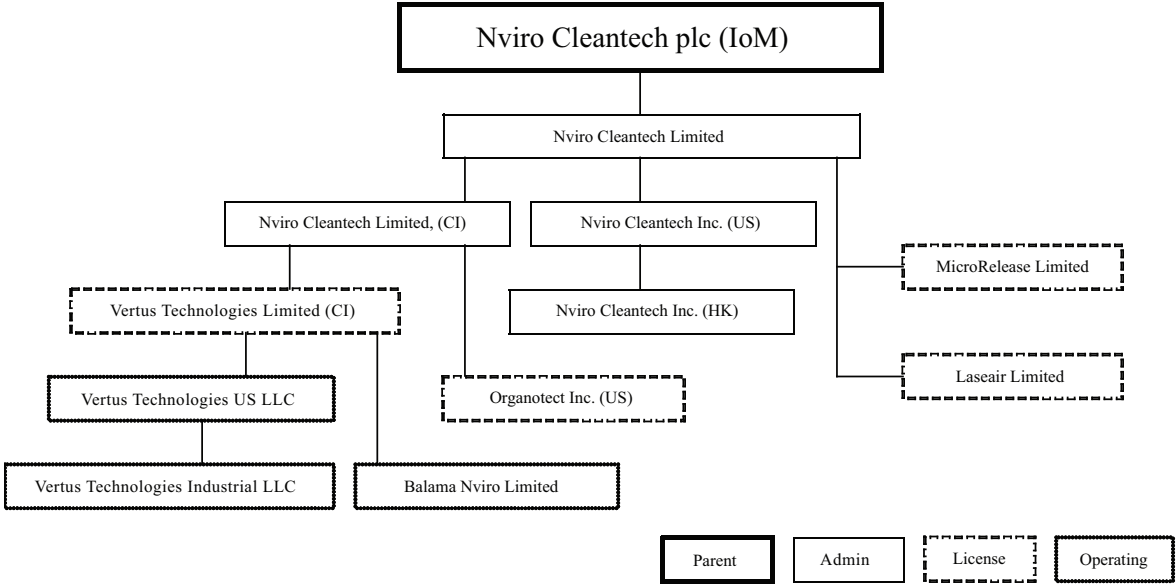 Nviro Cleantech plc (IoM)
Nviro Cleantech Limited
Nviro Cleantech Limited, (CI)
Nviro Cleantech Inc. (US)
MicroRelease Limited
Vertus Technologies Limited (CI)
Nviro Cleantech Inc. (HK)
Laseair Limited
Vertus Technologies US LLC
Organotect Inc. (US)
Vertus Technologies Industrial LLC
Balama Nviro Limited
Parent
Admin
License
Operating